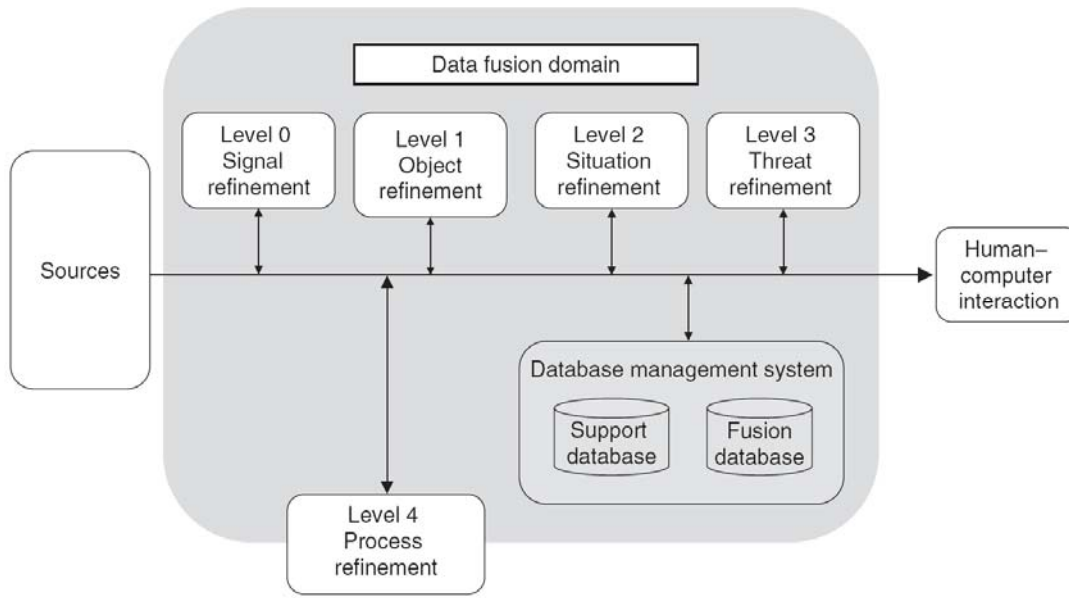 Data fusion domain
Level 0
Signal
refinement
Level 1
Object
refinement
Level 2
Situation
refinement
Level 3
Threat
refinement
Sources
Human–
computer
interaction
Database management system
Support
database
Fusion
database
Level 4
Process
refinement